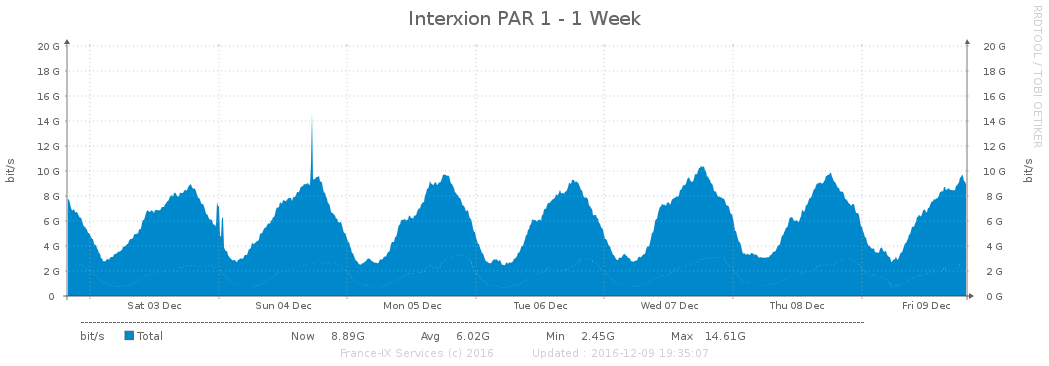 Interxion PAR 1 - 1 Week
RRDTOOL / TOBI OETIKER
bit/s
20 G 20 G
18 G 18 G
16 G 16 G
14 G 14 G
12 G 12 G
10 G 10 G
8 G 8 G
6 G 6 G
4 G 4 G
2 G 2 G
0 0 G
bit/s
Sat 03 Dec Sun 04 Dec Mon 05 Dec Tue 06 Dec Wed 07 Dec Thu 08 Dec Fri 09 Dec
bit/s Total Now 8.89G Avg 6.02G Min 2.45G Max 14.61G
France-IX Services (c) 2016 Updated : 2016-12-09 19:35:07